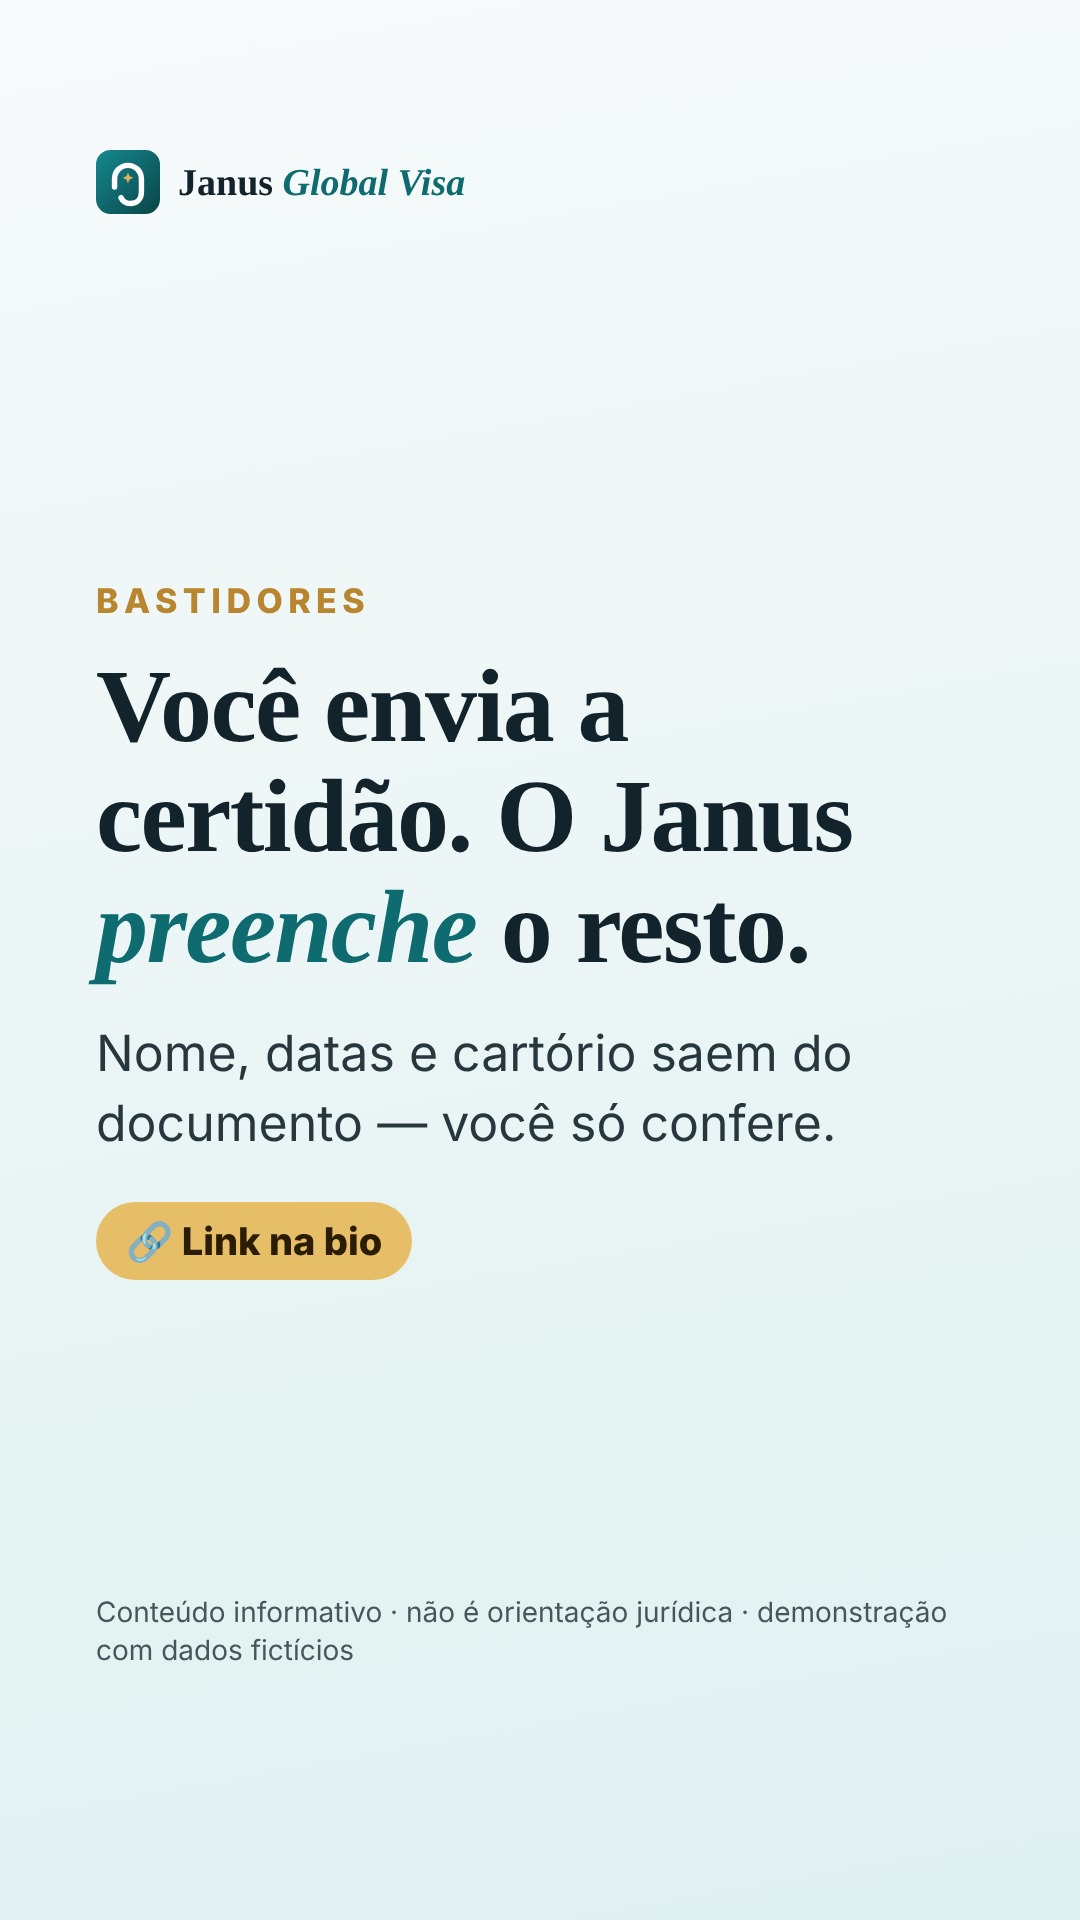 Janus Global Visa
BASTIDORES
Você envia a
certidão. O Janus
preenche o resto.
Nome, datas e cartório saem do
documento — você só confere.
🔗 Link na bio
Conteúdo informativo · não é orientação jurídica · demonstração
com dados fictícios